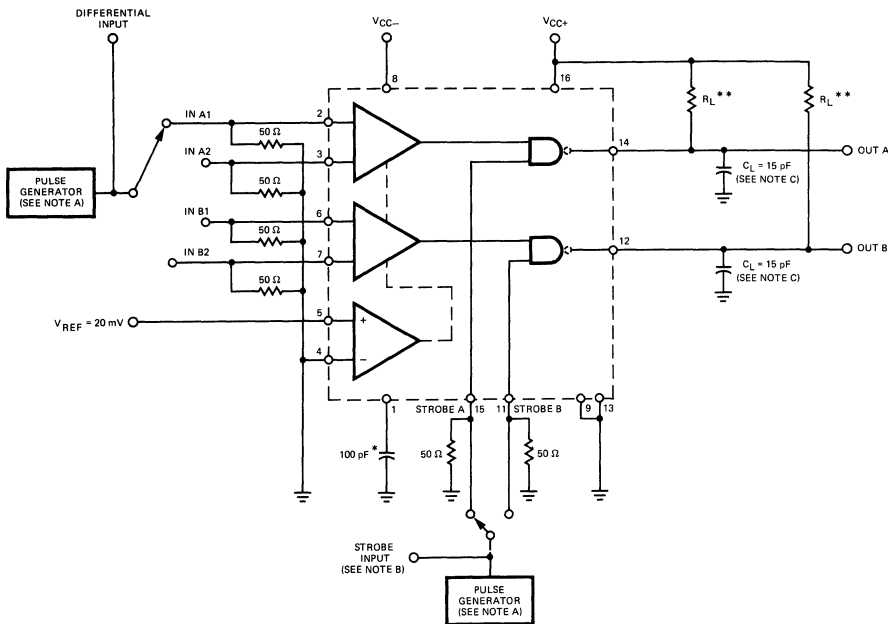 DIFFERENTIAL
INPUT
VCC−
VCC+
8
16
RL**
RL**
IN A1
2
50 Ω
14
OUT A
IN A2
3
CL = 15 pF
(SEE NOTE C)
PULSE
GENERATOR
(SEE NOTE A)
50 Ω
IN B1
6
50 Ω
12
OUT B
IN B2
7
CL = 15 pF
(SEE NOTE C)
50 Ω
VREF = 20 mV
5
+
4
−
1
STROBE A
15
11
STROBE B
9
13
100 pF*
50 Ω
50 Ω
STROBE
INPUT
(SEE NOTE B)
PULSE
GENERATOR
(SEE NOTE A)